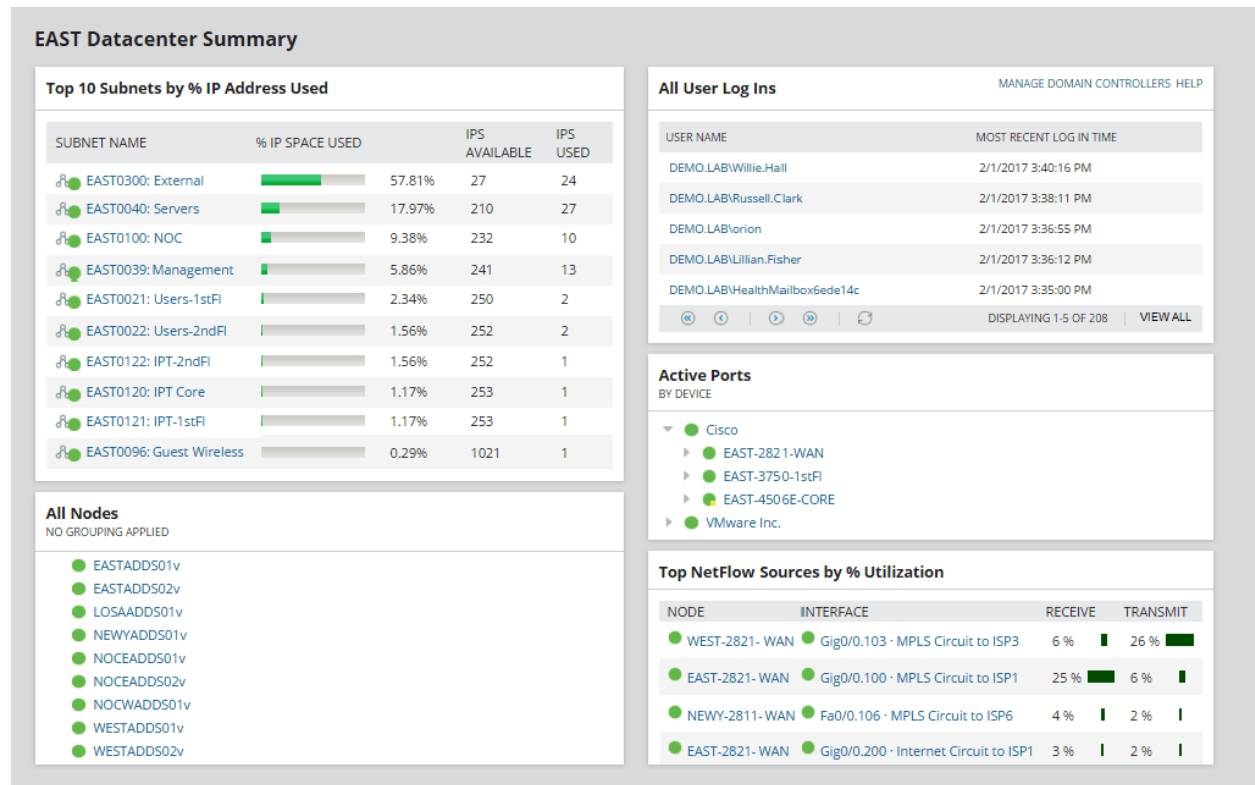 EAST Datacenter Summary
Top 10 Subnets by % IP Address Used
SUBNET NAME % IP SPACE USED IPS AVAILABLE IPS USED
EAST0300: External 57.81% 27 24
EAST0040: Servers 17.97% 210 27
EAST0100: NOC 9.38% 232 10
EAST0039: Management 5.86% 241 13
EAST0021: Users-1stFl 2.34% 250 2
EAST0022: Users-2ndFl 1.56% 252 2
EAST0122: IPT-2ndFl 1.56% 252 1
EAST0120: IPT Core 1.17% 253 1
EAST0121: IPT-1stFl 1.17% 253 1
EAST0096: Guest Wireless 0.29% 1021 1
All Nodes
NO GROUPING APPLIED
EASTADDS01v
EASTADDS02v
LOSAADDS01v
NEWYADDS01v
NOCEADDS01v
NOCEADDS02v
NOCWADDS01v
WESTADDS01v
WESTADDS02v
All User Log Ins MANAGE DOMAIN CONTROLLERS HELP
USER NAME MOST RECENT LOG IN TIME
DEMO.LAB\Willie.Hall 2/1/2017 3:40:16 PM
DEMO.LAB\Russell.Clark 2/1/2017 3:38:11 PM
DEMO.LAB\orion 2/1/2017 3:36:55 PM
DEMO.LAB\Lillian.Fisher 2/1/2017 3:36:12 PM
DEMO.LAB\HealthMailbox6ede14c 2/1/2017 3:35:00 PM
DISPLAYING 1-5 OF 208 VIEW ALL
Active Ports
BY DEVICE
Cisco
EAST-2821-WAN
EAST-3750-1stFl
EAST-4506E-CORE
VMware Inc.
Top NetFlow Sources by % Utilization
NODE INTERFACE RECEIVE TRANSMIT
WEST-2821- WAN Gig0/0.103 · MPLS Circuit to ISP3 6 % 26 %
EAST-2821- WAN Gig0/0.100 · MPLS Circuit to ISP1 25 % 6 %
NEWY-2811- WAN Fa0/0.106 · MPLS Circuit to ISP6 4 % 2 %
EAST-2821- WAN Gig0/0.200 · Internet Circuit to ISP1 3 % 2 %